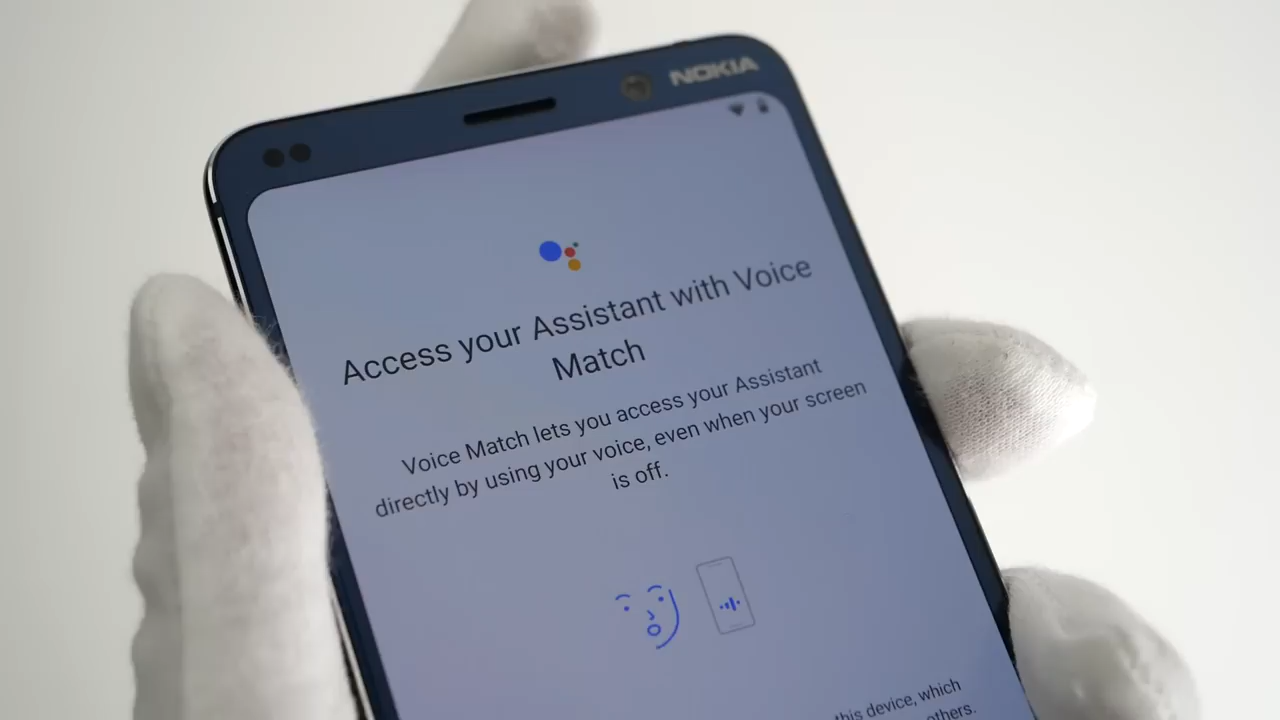 NOKIA
Access your Assistant with Voice
Match
Voice Match lets you access your Assistant
directly by using your voice, even when your screen
is off.
this device, which
others.